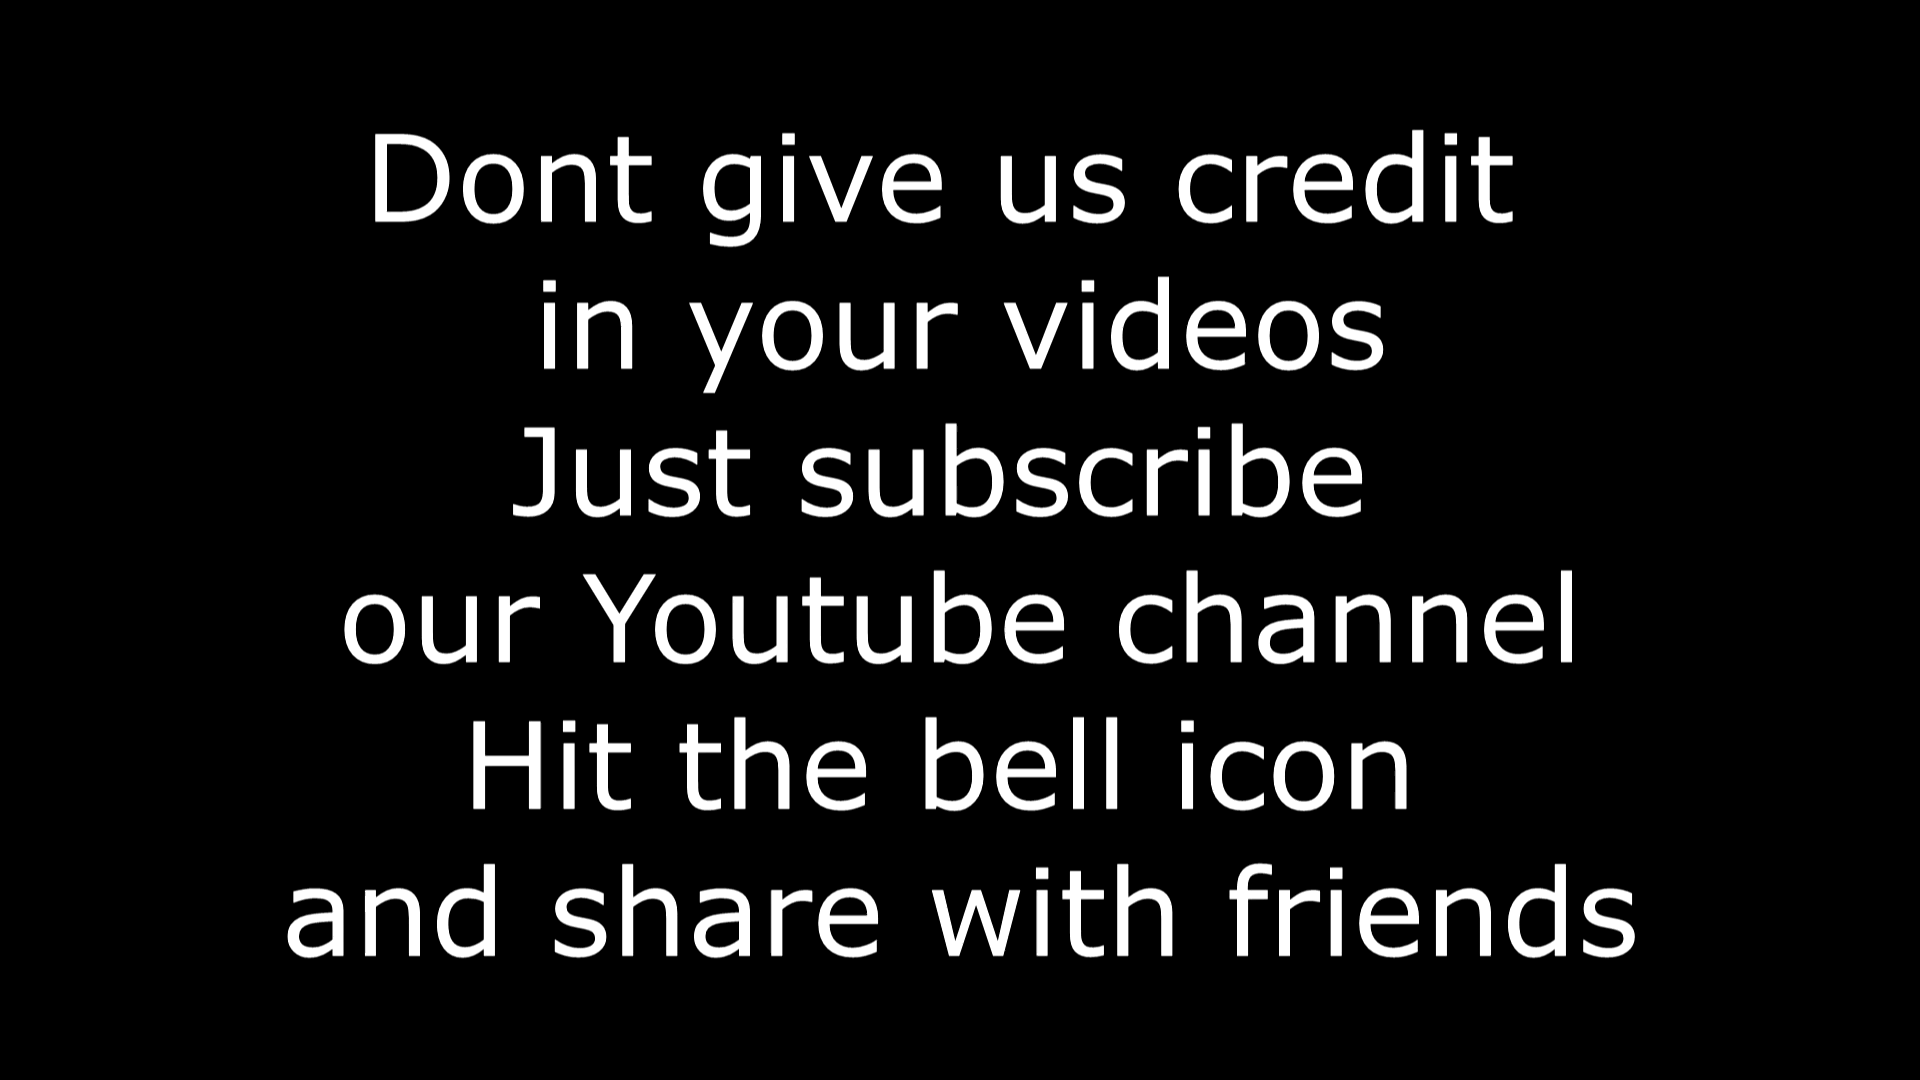 Dont give us credit
in your videos
Just subscribe
our Youtube channel
Hit the bell icon
and share with friends